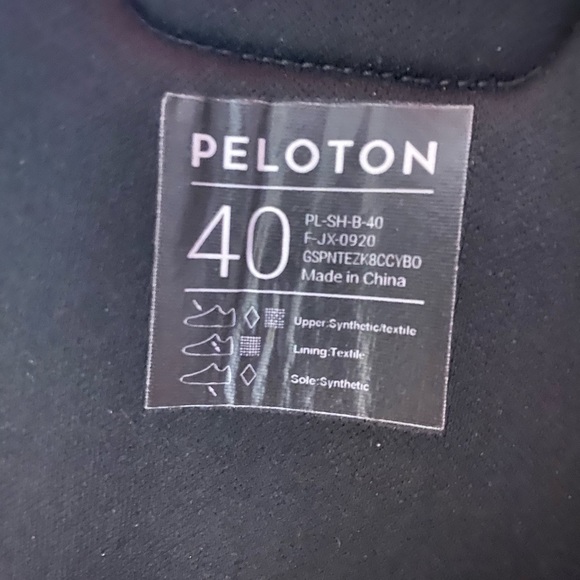 PELOTON
40
PL-SH-B-40
F-JX-0920
GSPNTEZK8CCYBO
Made in China
Upper:Synthetic/textile
Lining:Textile
Sole:Synthetic